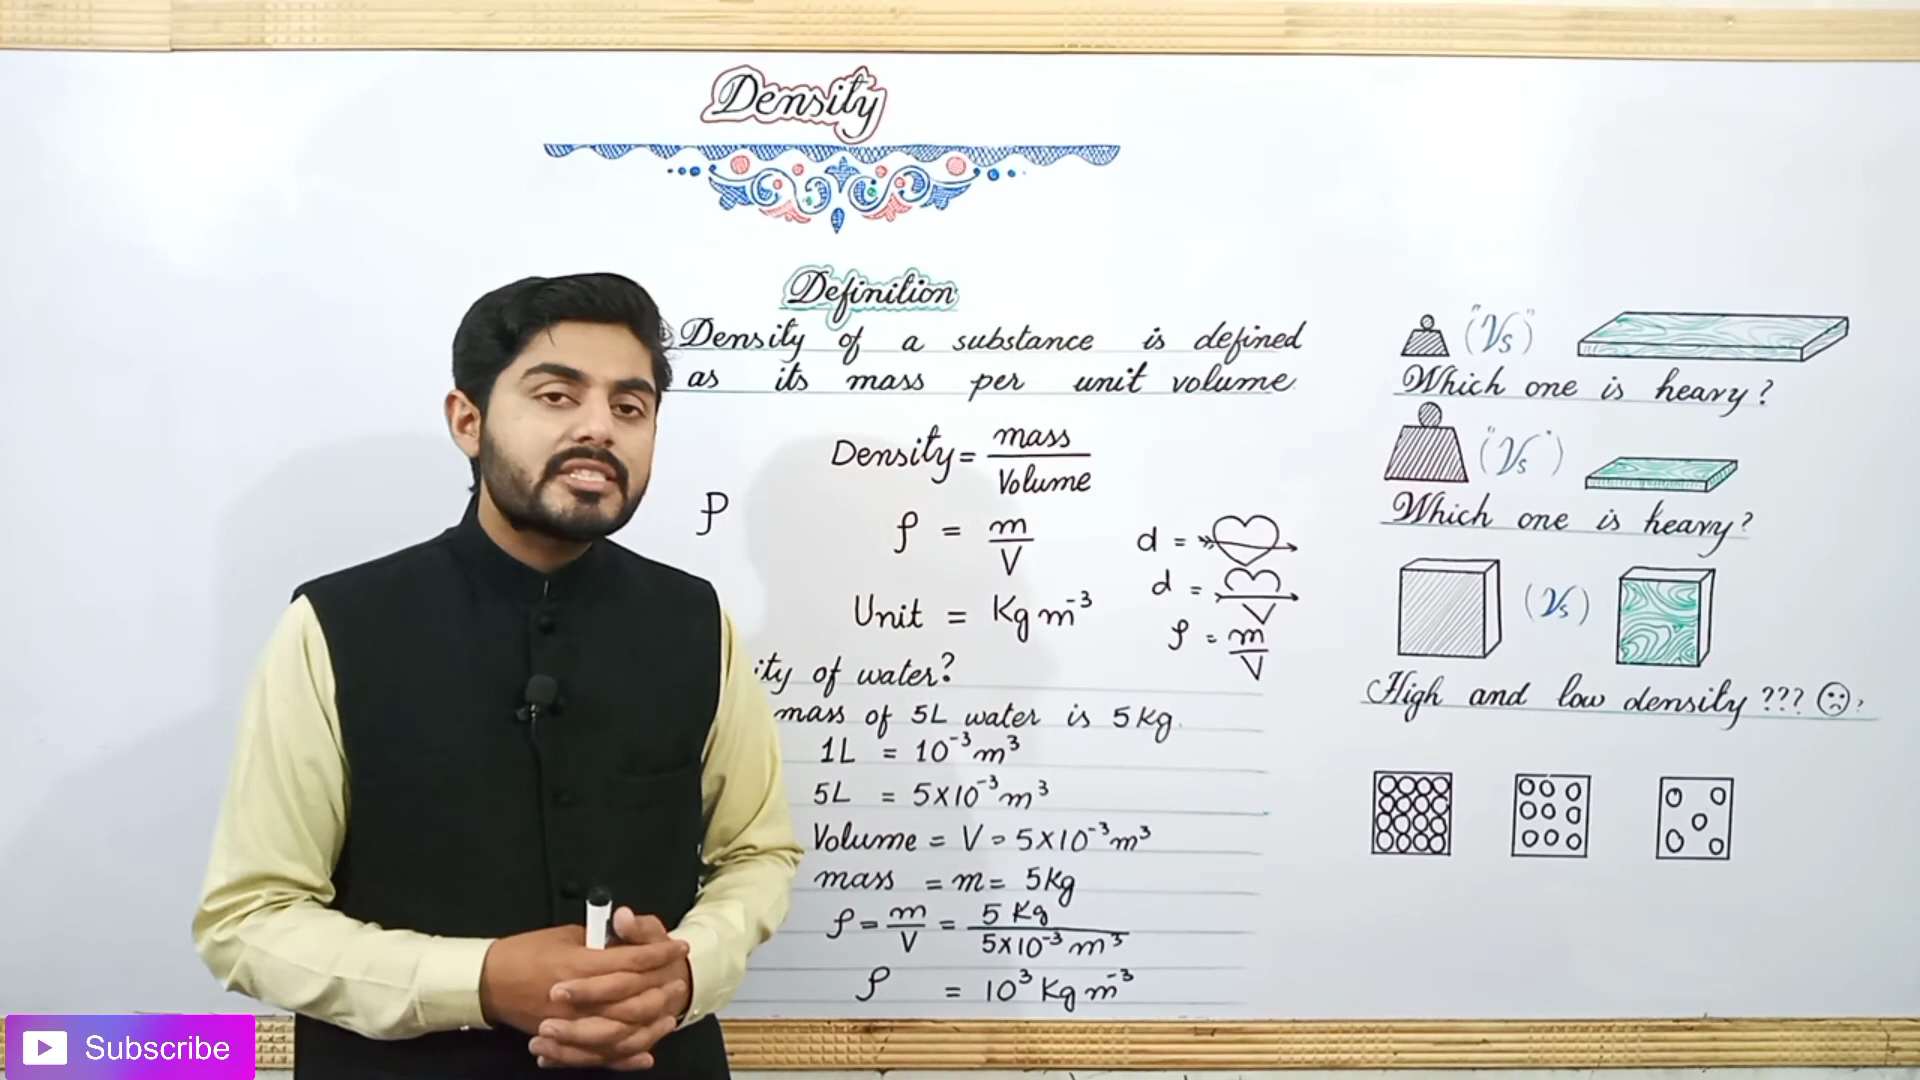 Density
Definition
Density of a substance is defined
as its mass per unit volume.
Density = mass
Volume
ρ
ρ = m
V
Unit = Kg m⁻³
d =
d =
V
ρ = m
V
ity of water?
mass of 5L water is 5kg.
1L = 10⁻³ m³
5L = 5×10⁻³ m³
Volume = V = 5×10⁻³ m³
mass = m = 5kg
ρ = m = 5 Kg
V 5×10⁻³ m³
ρ = 10³ Kg m⁻³
("Vs")
Which one is heavy?
("Vs")
Which one is heavy?
(Vs)
High and low density ??? ?
Subscribe